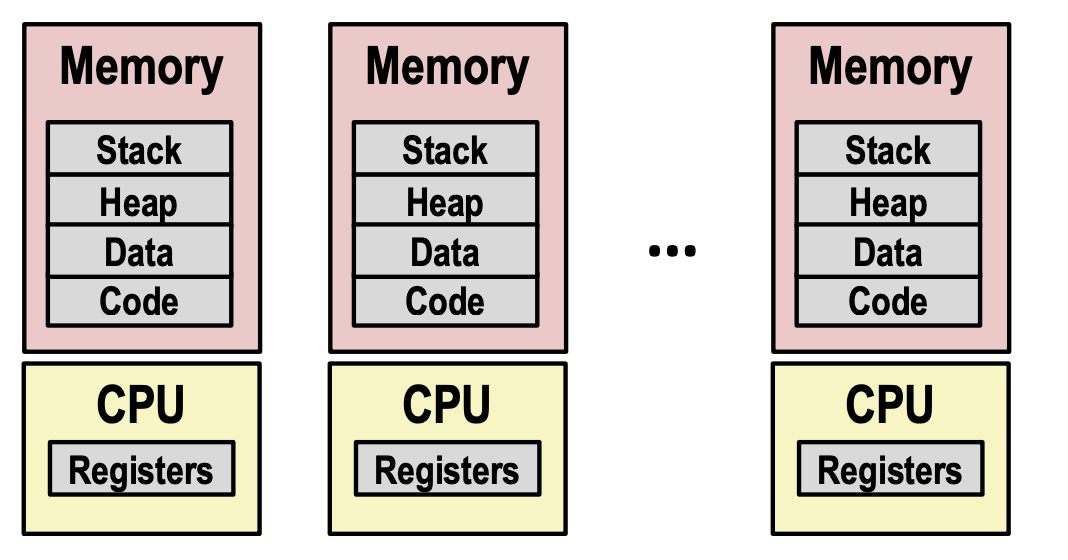 Memory
Stack
Heap
Data
Code
CPU
Registers
Memory
Stack
Heap
Data
Code
CPU
Registers
...
Memory
Stack
Heap
Data
Code
CPU
Registers